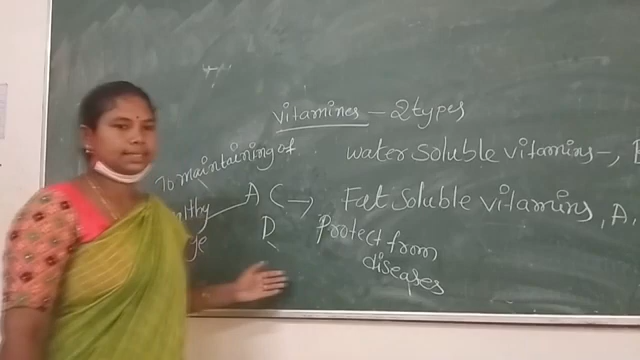 vitamines - 2 types
To maintaining of
water soluble vitamins -, B
A C → Fat Soluble vitamins, A,
D
Protect from
diseases